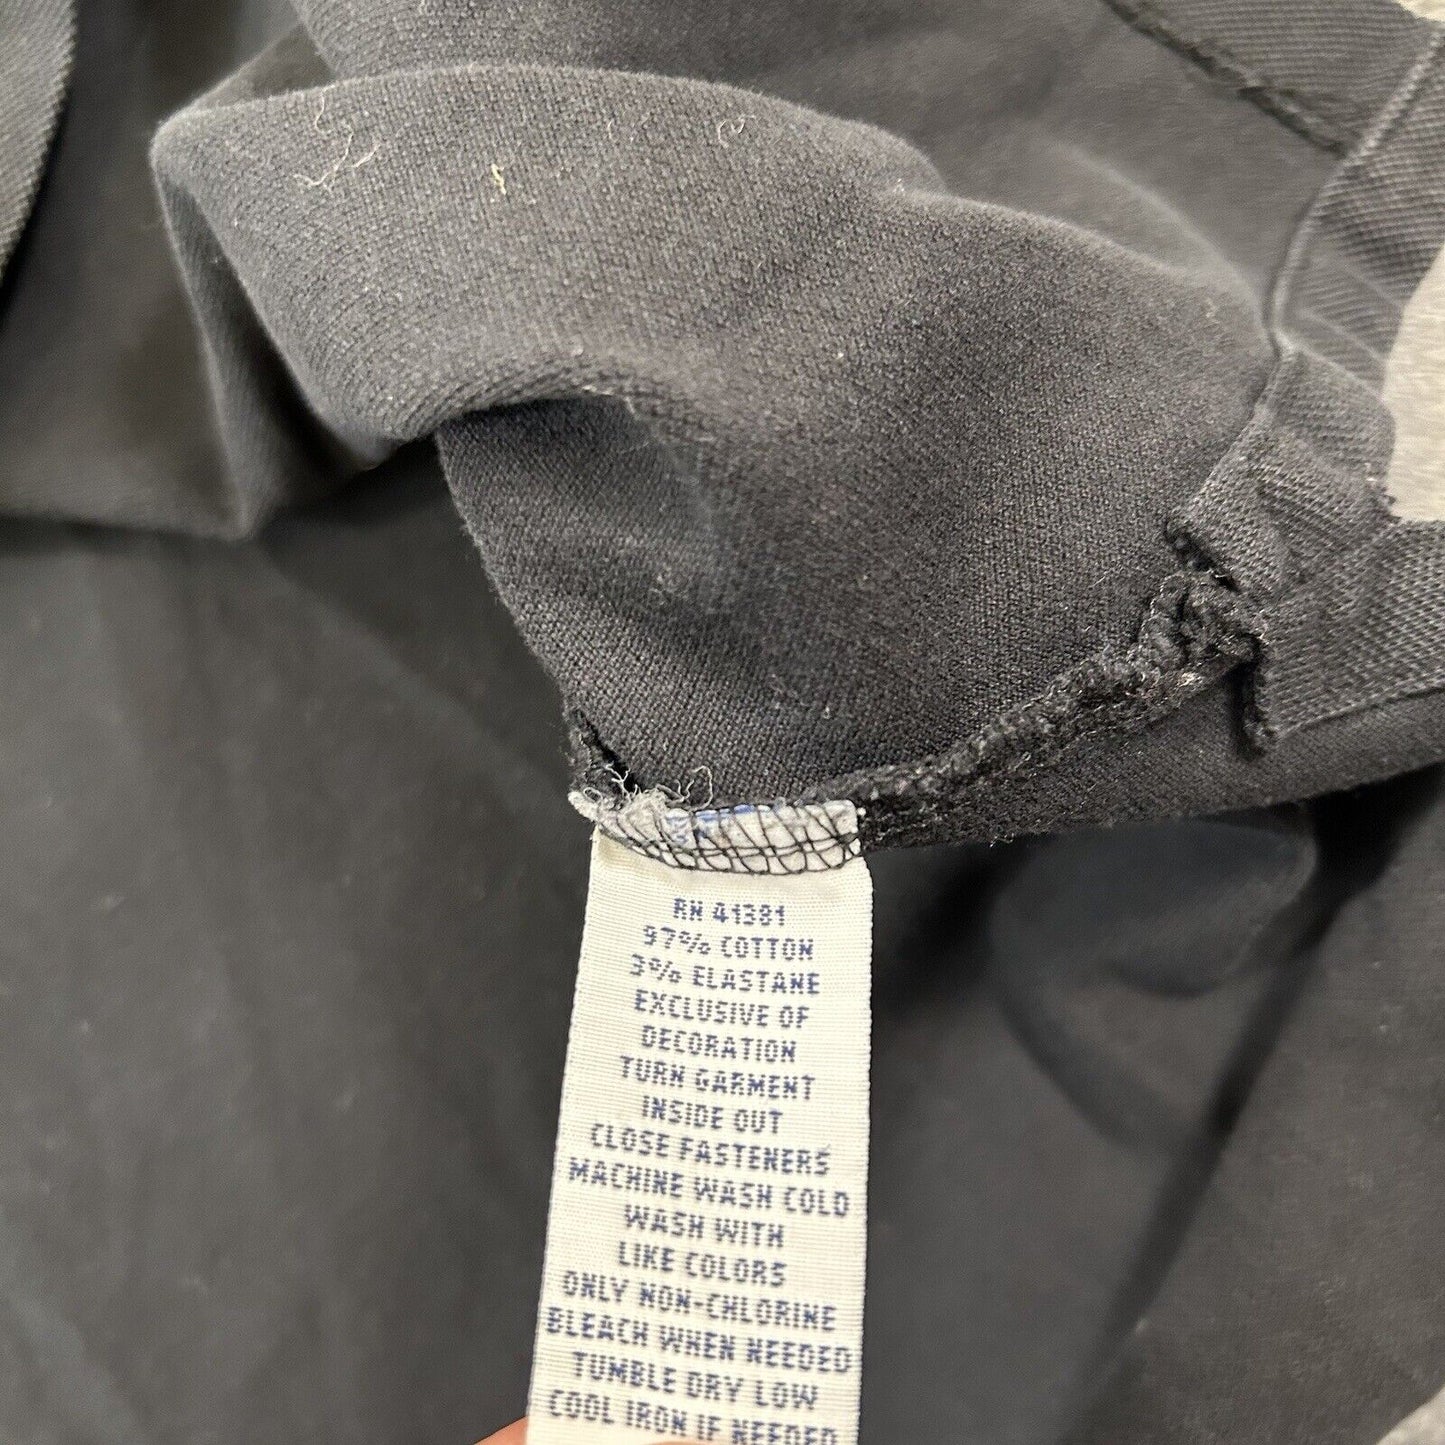 RN 41381
97% COTTON
3% ELASTANE
EXCLUSIVE OF
DECORATION
TURN GARMENT
INSIDE OUT
CLOSE FASTENERS
MACHINE WASH COLD
WASH WITH
LIKE COLORS
ONLY NON-CHLORINE
BLEACH WHEN NEEDED
TUMBLE DRY LOW
COOL IRON IF NEEDED